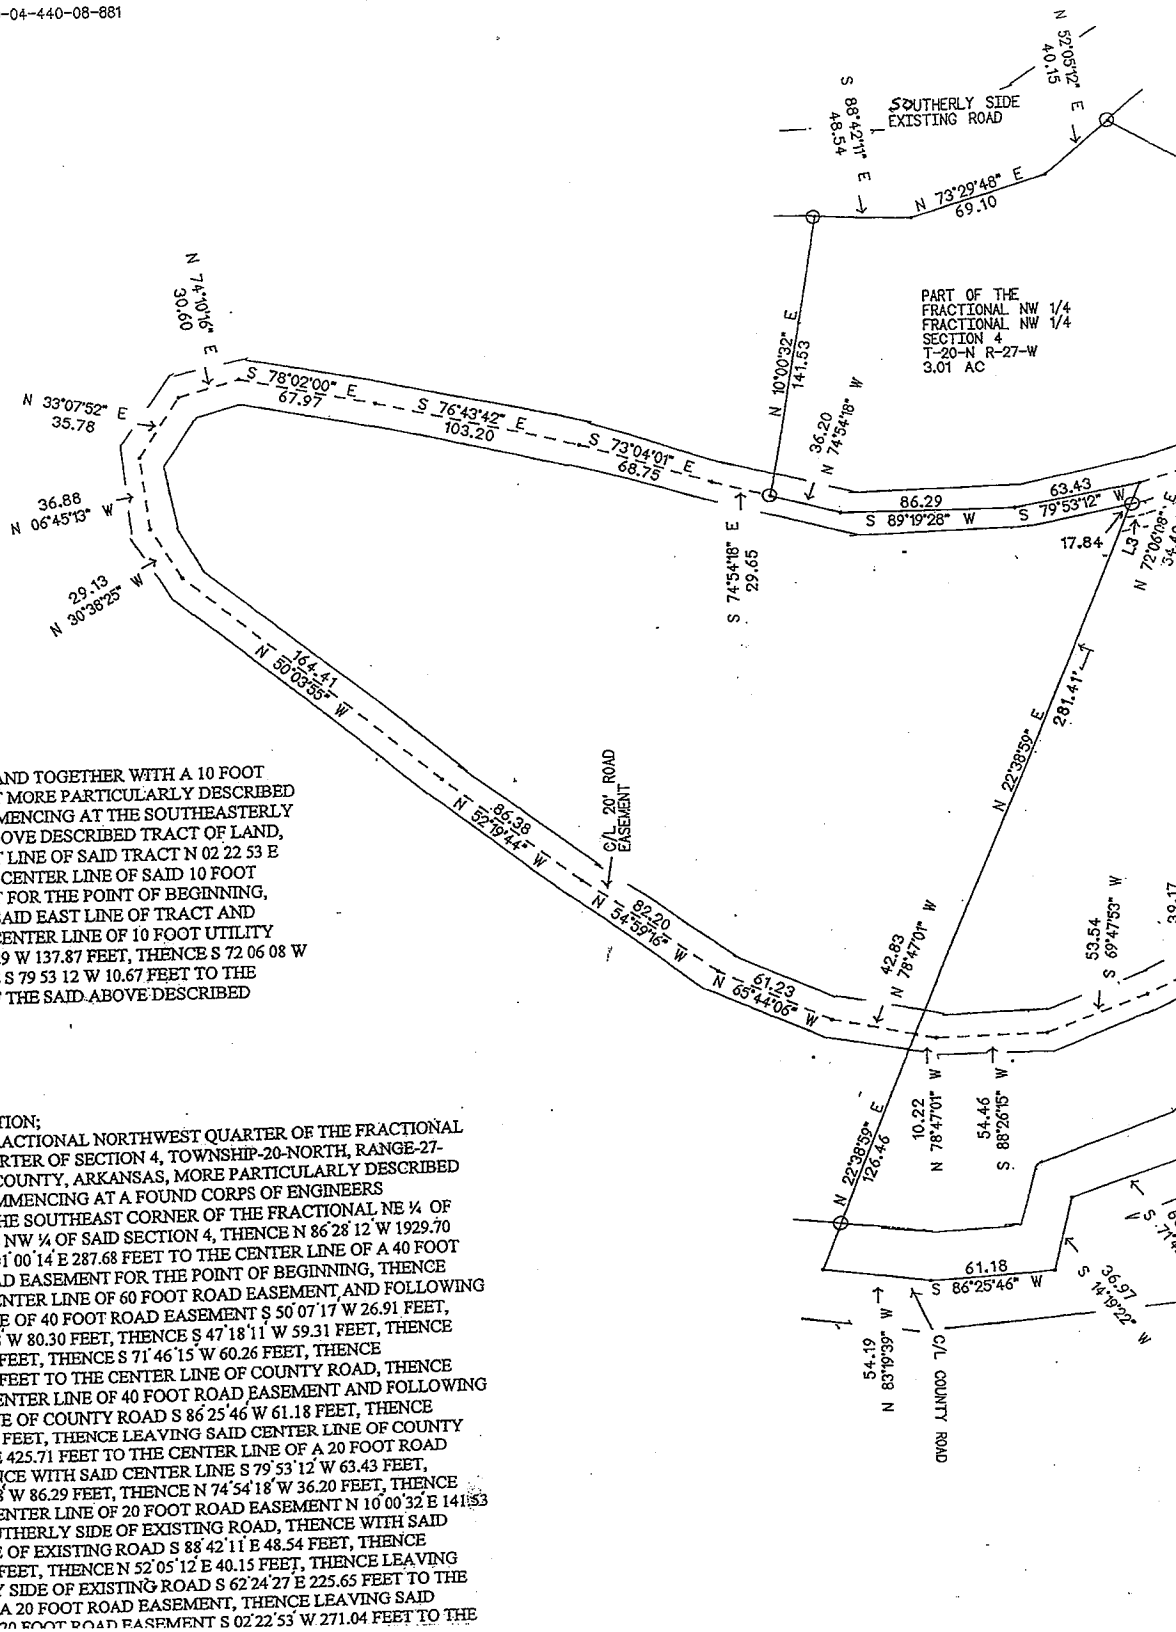 -04-440-08-881
N 52°05'12" E
40.15
SOUTHERLY SIDE
EXISTING ROAD
S 88°42'11" E
48.54
N 73°29'48" E
69.10
PART OF THE
FRACTIONAL NW 1/4
FRACTIONAL NW 1/4
SECTION 4
T-20-N R-27-W
3.01 AC
N 74°10'16" E
30.60
N 10°00'32" E
141.53
S 78°02'00" E
67.97
S 76°43'42" E
103.20
S 73°04'01" E
68.75
36.20
N 74°54'18" W
N 33°07'52" E
35.78
86.29
S 89°19'28" W
63.43
S 79°53'12" W
36.88
N 06°45'13" W
S 74°54'18" E
29.65
17.84
L3
N 72°06'08" E
29.13
N 30°38'25" W
164.41
N 50°03'55" W
281.41'
N 22°38'59" E
C/L 20' ROAD
EASEMENT
86.38
N 52°19'44" W
82.20
N 54°59'16" W
61.23
N 65°44'06" W
42.83
N 78°47'01" W
53.54
S 69°47'53" W
39.17
AND TOGETHER WITH A 10 FOOT
T MORE PARTICULARLY DESCRIBED
MENCING AT THE SOUTHEASTERLY
OVE DESCRIBED TRACT OF LAND,
T LINE OF SAID TRACT N 02 22 53 E
CENTER LINE OF SAID 10 FOOT
T FOR THE POINT OF BEGINNING,
SAID EAST LINE OF TRACT AND
CENTER LINE OF 10 FOOT UTILITY
9 W 137.87 FEET, THENCE S 72 06 08 W
S 79 53 12 W 10.67 FEET TO THE
THE SAID ABOVE DESCRIBED
10.22
N 78°47'01" W
54.46
S 88°26'15" W
N 22°38'59" E
126.46
61.18
S 86°25'46" W
36.97
S 14°19'22" W
54.19
N 83°19'39" W
C/L COUNTY ROAD
TION;
RACTIONAL NORTHWEST QUARTER OF THE FRACTIONAL
RTER OF SECTION 4, TOWNSHIP-20-NORTH, RANGE-27-
COUNTY, ARKANSAS, MORE PARTICULARLY DESCRIBED
MMENCING AT A FOUND CORPS OF ENGINEERS
HE SOUTHEAST CORNER OF THE FRACTIONAL NE ¼ OF
NW ¼ OF SAID SECTION 4, THENCE N 86°28'12"W 1929.70
1°00'14"E 287.68 FEET TO THE CENTER LINE OF A 40 FOOT
D EASEMENT FOR THE POINT OF BEGINNING, THENCE
ENTER LINE OF 60 FOOT ROAD EASEMENT AND FOLLOWING
E OF 40 FOOT ROAD EASEMENT S 50°07'17"W 26.91 FEET,
W 80.30 FEET, THENCE S 47°18'11"W 59.31 FEET, THENCE
FEET, THENCE S 71°46'15"W 60.26 FEET, THENCE
FEET TO THE CENTER LINE OF COUNTY ROAD, THENCE
ENTER LINE OF 40 FOOT ROAD EASEMENT AND FOLLOWING
E OF COUNTY ROAD S 86°25'46"W 61.18 FEET, THENCE
FEET, THENCE LEAVING SAID CENTER LINE OF COUNTY
E 425.71 FEET TO THE CENTER LINE OF A 20 FOOT ROAD
NCE WITH SAID CENTER LINE S 79°53'12"W 63.43 FEET,
W 86.29 FEET, THENCE N 74°54'18"W 36.20 FEET, THENCE
ENTER LINE OF 20 FOOT ROAD EASEMENT N 10°00'32"E 141.53
UTHERLY SIDE OF EXISTING ROAD, THENCE WITH SAID
E OF EXISTING ROAD S 88°42'11"E 48.54 FEET, THENCE
FEET, THENCE N 52°05'12"E 40.15 FEET, THENCE LEAVING
Y SIDE OF EXISTING ROAD S 62°24'27"E 225.65 FEET TO THE
A 20 FOOT ROAD EASEMENT, THENCE LEAVING SAID
20 FOOT ROAD EASEMENT S 02°22'53"W 271.04 FEET TO THE